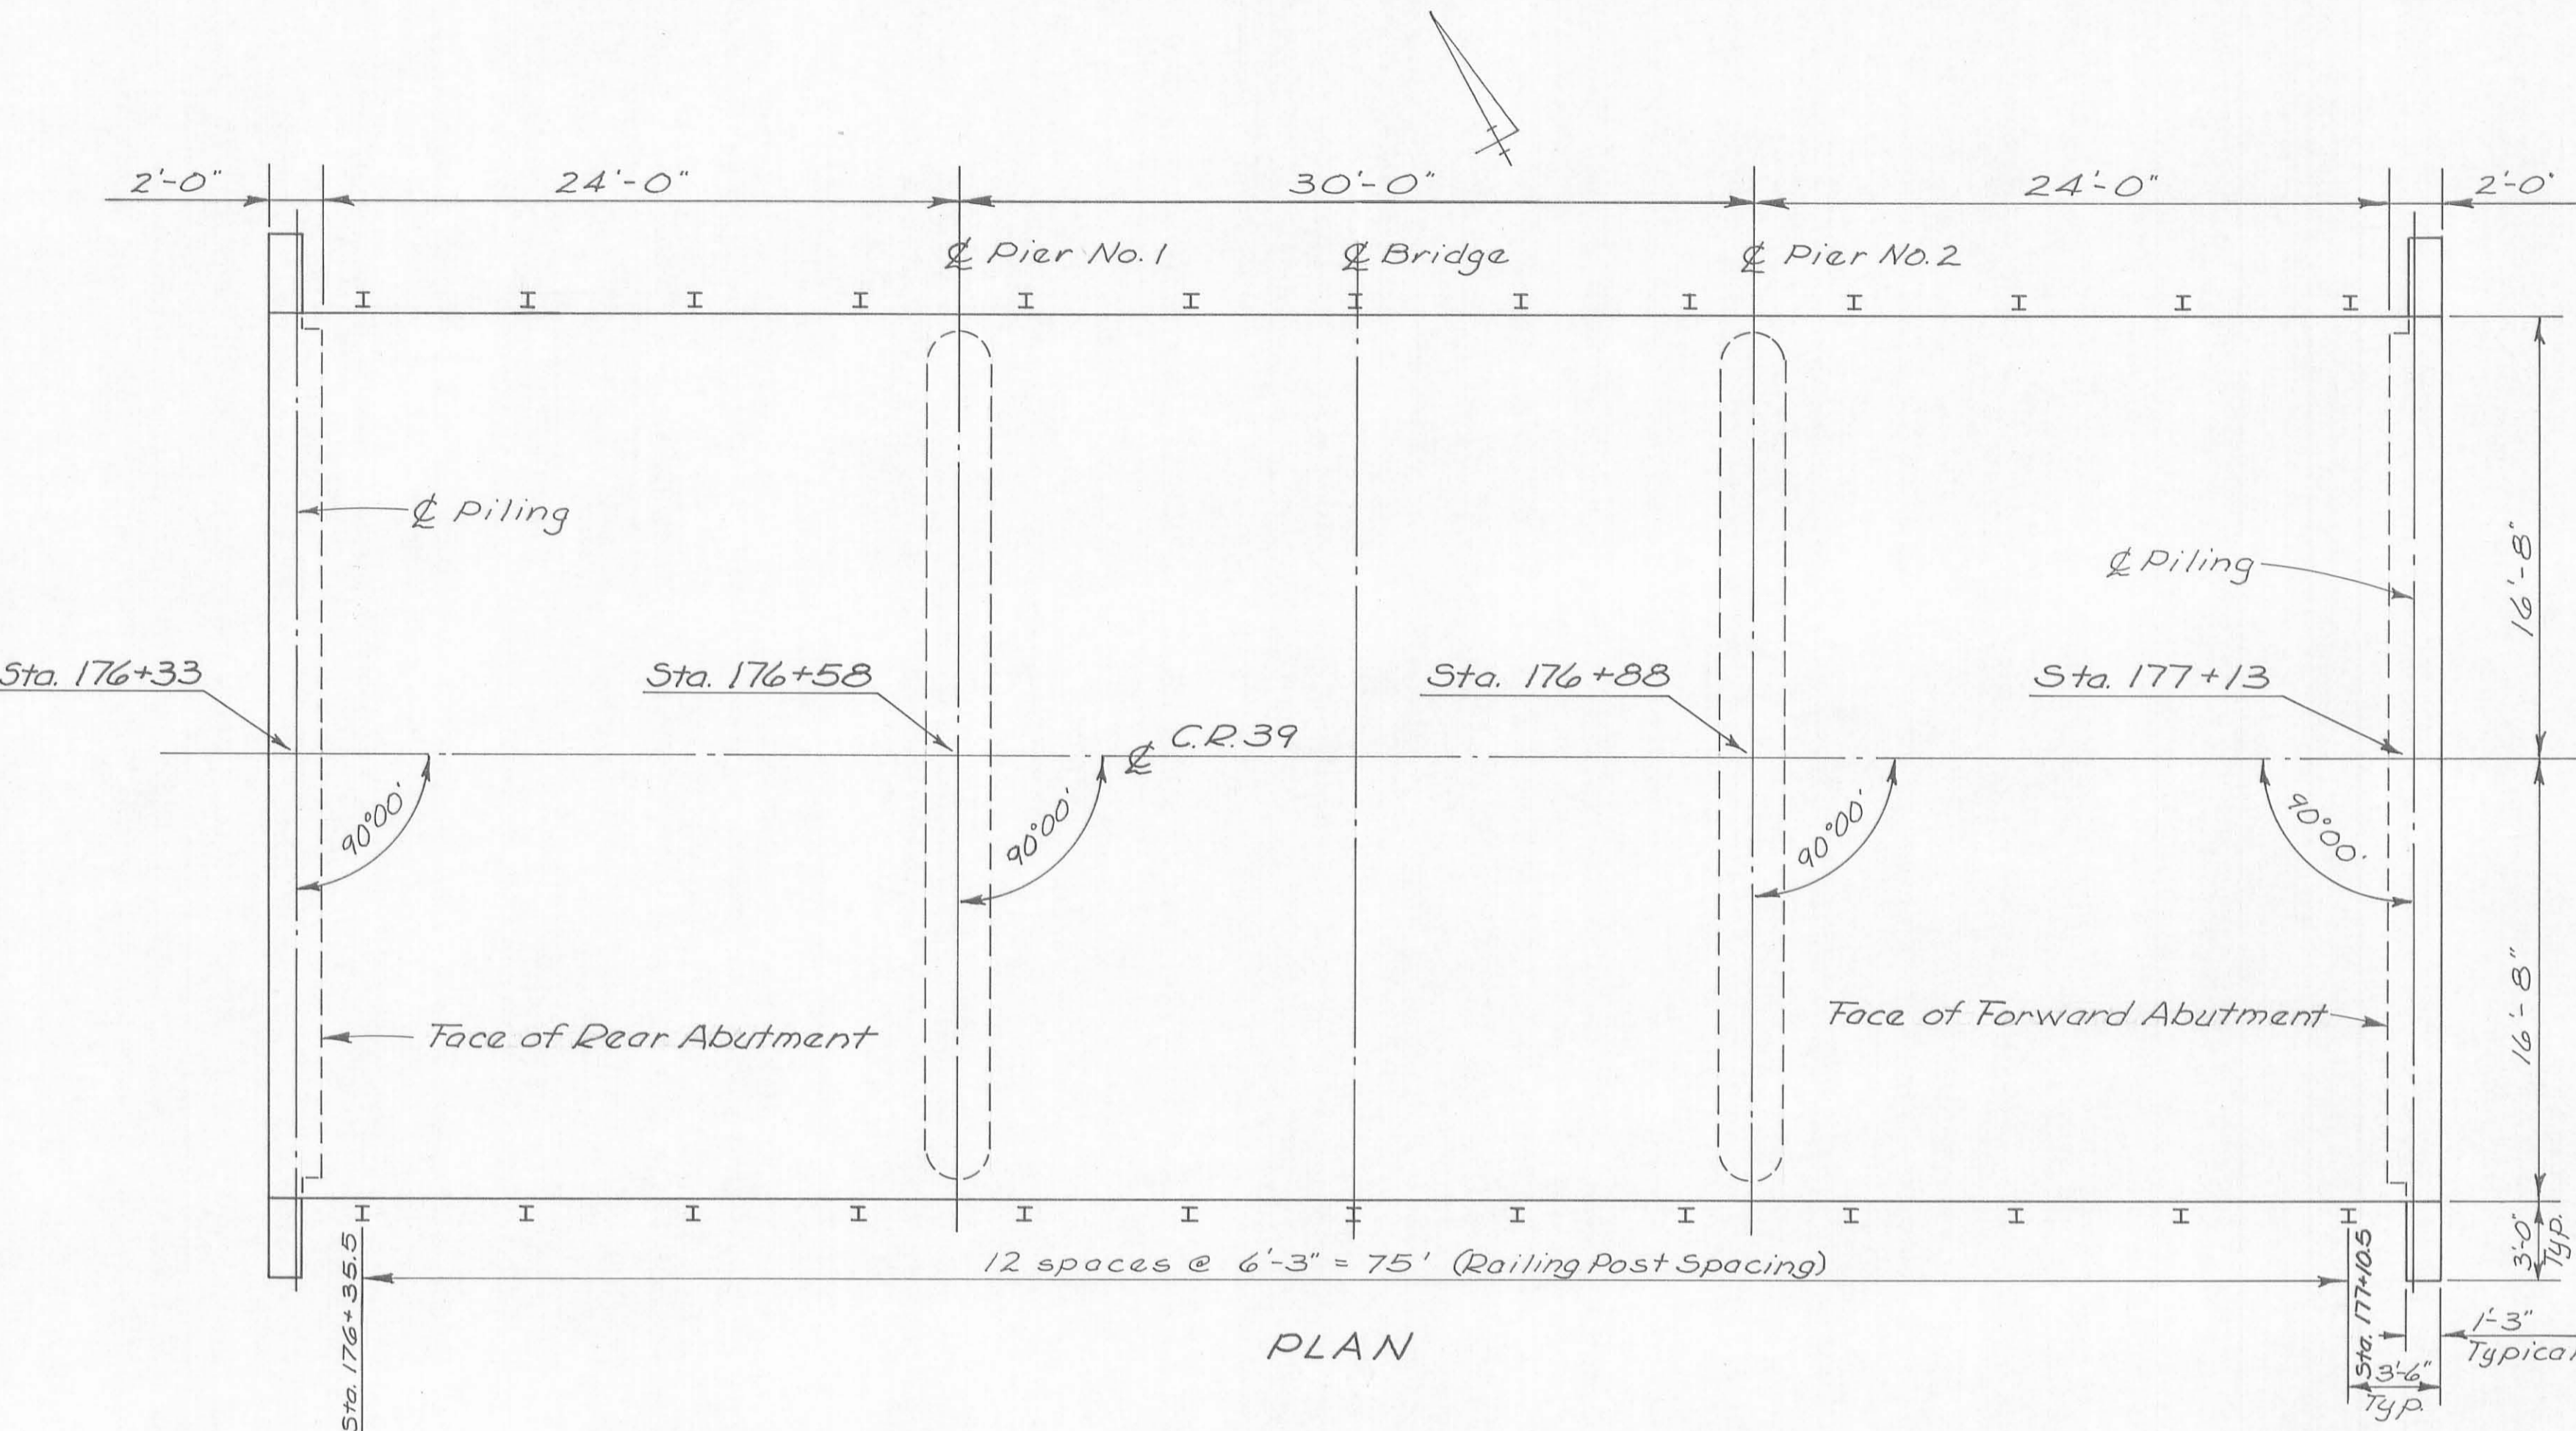 2'-0" 24'-0" 30'-0" 24'-0" 2'-0"
℄ Pier No. 1 ℄ Bridge ℄ Pier No. 2
℄ Piling
℄ Piling
16'-8"
Sta. 176+33 Sta. 176+58 Sta. 176+88 Sta. 177+13
℄ C.R. 39
90°00' 90°00' 90°00' 90°00'
Face of Rear Abutment
Face of Forward Abutment
16'-8"
12 spaces @ 6'-3" = 75' (Railing Post Spacing)
Sta. 176+35.5
Sta. 177+10.5
3'-0"
Typ.
1'-3"
Typical
3'-6"
Typ.
PLAN